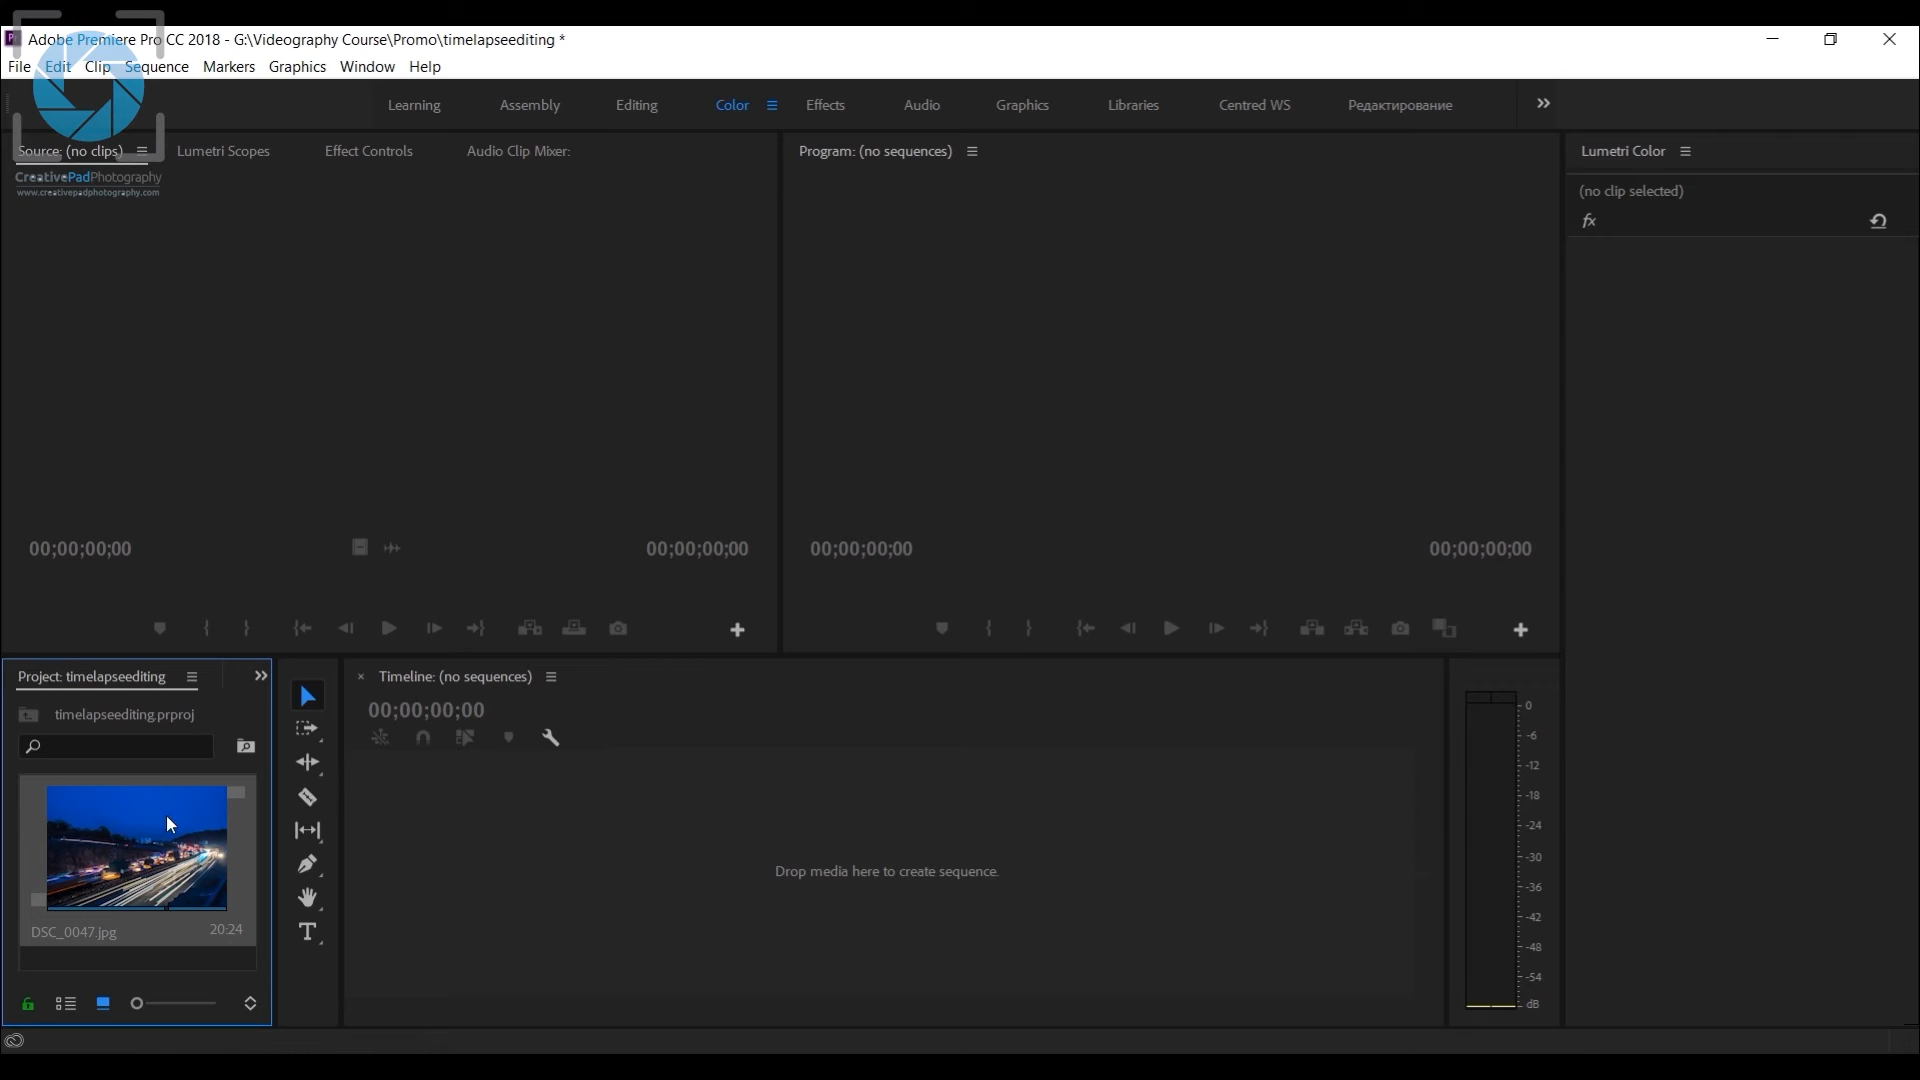 Adobe Premiere Pro CC 2018 - G:\Videography Course\Promo\timelapseediting *
File Edit Clip Sequence Markers Graphics Window Help
Learning Assembly Editing Color Effects Audio Graphics Libraries Centred WS Редактирование
Source: (no clips) Lumetri Scopes Effect Controls Audio Clip Mixer:
Program: (no sequences)
Lumetri Color
CreativePadPhotography
www.creativepadphotography.com
(no clip selected)
fx
00;00;00;00 00;00;00;00
00;00;00;00 00;00;00;00
Project: timelapseediting
timelapseediting.prproj
DSC_0047.jpg 20:24
Timeline: (no sequences)
00;00;00;00
Drop media here to create sequence.
0
-6
-12
-18
-24
-30
-36
-42
-48
-54
dB